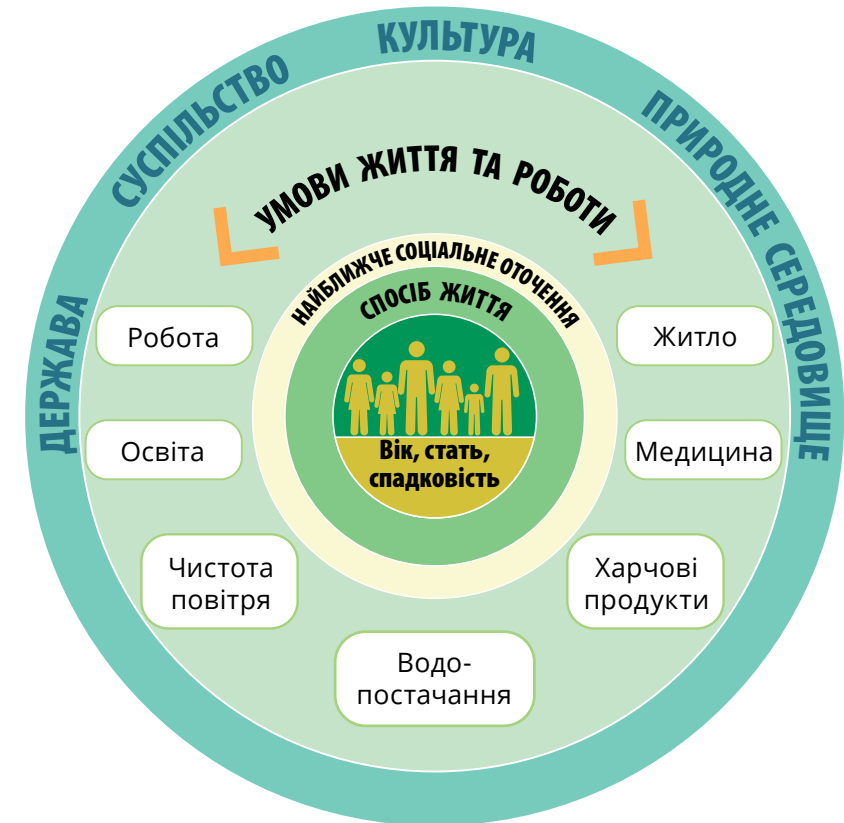 ДЕРЖАВА
СУСПІЛЬСТВО
КУЛЬТУРА
ПРИРОДНЕ СЕРЕДОВИЩЕ
УМОВИ ЖИТТЯ ТА РОБОТИ
НАЙБЛИЖЧЕ СОЦІАЛЬНЕ ОТОЧЕННЯ
СПОСІБ ЖИТТЯ
Вік, стать,
спадковість
Робота
Освіта
Чистота
повітря
Водо-
постачання
Харчові
продукти
Медицина
Житло